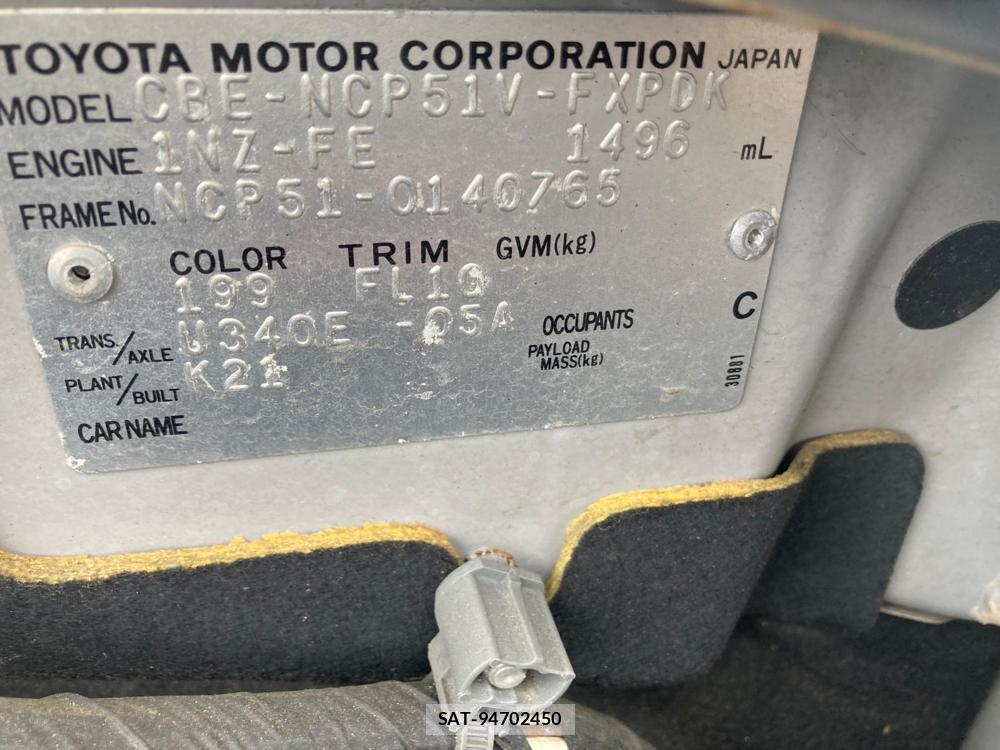 TOYOTA MOTOR CORPORATION JAPAN
MODEL CBE-NCP51V-FXPDK
ENGINE 1NZ-FE 1496 mL
FRAME No. NCP51-0140765
COLOR TRIM GVM(kg)
199 FL10
TRANS./AXLE U340E -05A OCCUPANTS C
PAYLOAD MASS(kg)
PLANT/BUILT K21
30881
CAR NAME
SAT-94702450